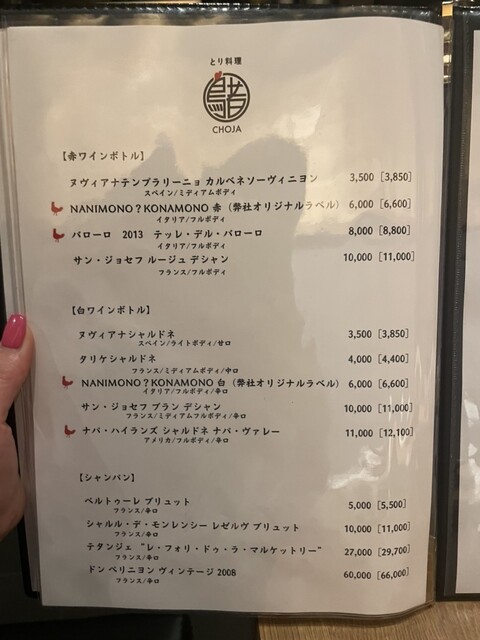 とり料理
CHOJA
【赤ワインボトル】
ヌヴィアナテンプラリーニョ カルベネソーヴィニヨン 3,500 [3,850]
スペイン/ミディアムボディ
NANIMONO?KONAMONO 赤（弊社オリジナルラベル） 6,000 [6,600]
イタリア/フルボディ
バローロ 2013 テッレ・デル・バローロ 8,000 [8,800]
イタリア/フルボディ
サン・ジョセフ ルージュ デシャン 10,000 [11,000]
フランス/フルボディ
【白ワインボトル】
ヌヴィアナシャルドネ 3,500 [3,850]
スペイン/ライトボディ/甘口
タリケシャルドネ 4,000 [4,400]
フランス/ミディアムボディ/中口
NANIMONO?KONAMONO 白（弊社オリジナルラベル） 6,000 [6,600]
イタリア/フルボディ/辛口
サン・ジョセフ ブラン デシャン 10,000 [11,000]
フランス/ミディアムフルボディ/辛口
ナパ・ハイランズ シャルドネ ナパ・ヴァレー 11,000 [12,100]
アメリカ/フルボディ/辛口
【シャンパン】
ベルトゥーレ ブリュット 5,000 [5,500]
フランス/辛口
シャルル・デ・モンレンシー レゼルヴ ブリュット 10,000 [11,000]
フランス/辛口
テタンジュ “レ・フォリ・ドゥ・ラ・マルケットリー” 27,000 [29,700]
フランス/辛口
ドン ペリニヨン ヴィンテージ 2008 60,000 [66,000]
フランス/辛口